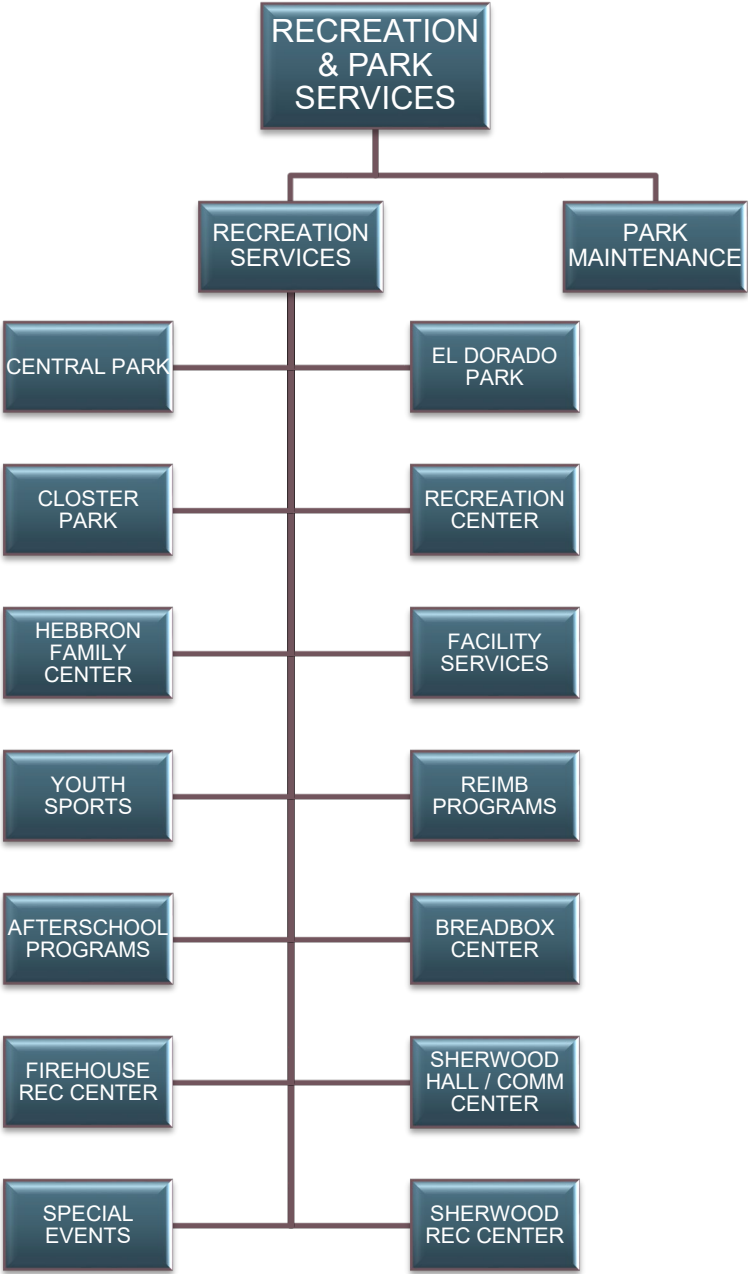 RECREATION
& PARK
SERVICES
RECREATION
SERVICES
PARK
MAINTENANCE
CENTRAL PARK
EL DORADO
PARK
CLOSTER
PARK
RECREATION
CENTER
HEBBRON
FAMILY
CENTER
FACILITY
SERVICES
YOUTH
SPORTS
REIMB
PROGRAMS
AFTERSCHOOL
PROGRAMS
BREADBOX
CENTER
FIREHOUSE
REC CENTER
SHERWOOD
HALL / COMM
CENTER
SPECIAL
EVENTS
SHERWOOD
REC CENTER